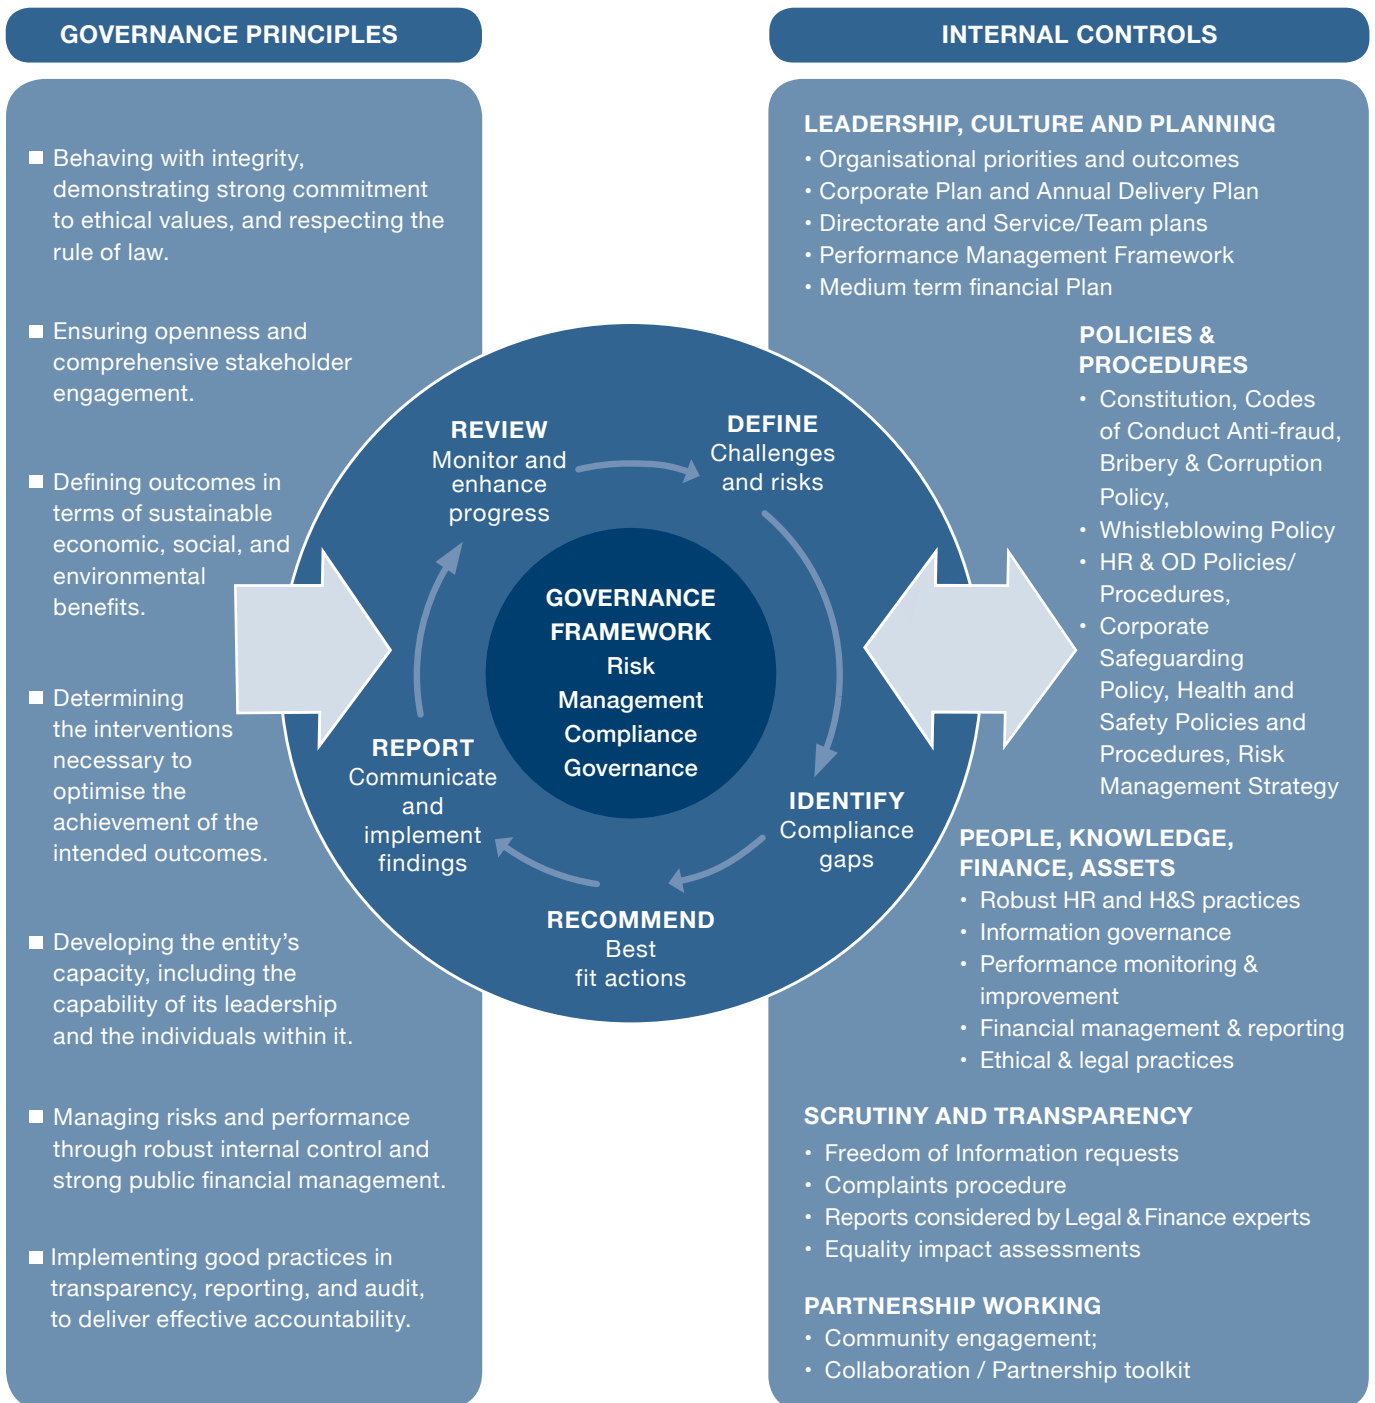 GOVERNANCE PRINCIPLES
Behaving with integrity,
demonstrating strong commitment
to ethical values, and respecting the
rule of law.
Ensuring openness and
comprehensive stakeholder
engagement.
Defining outcomes in
terms of sustainable
economic, social, and
environmental
benefits.
Determining
the interventions
necessary to
optimise the
achievement of the
intended outcomes.
Developing the entity’s
capacity, including the
capability of its leadership
and the individuals within it.
Managing risks and performance
through robust internal control and
strong public financial management.
Implementing good practices in
transparency, reporting, and audit,
to deliver effective accountability.
REVIEW
Monitor and
enhance
progress
DEFINE
Challenges
and risks
GOVERNANCE
FRAMEWORK
Risk
Management
Compliance
Governance
IDENTIFY
Compliance
gaps
RECOMMEND
Best
fit actions
REPORT
Communicate
and
implement
findings
INTERNAL CONTROLS
LEADERSHIP, CULTURE AND PLANNING
• Organisational priorities and outcomes
• Corporate Plan and Annual Delivery Plan
• Directorate and Service/Team plans
• Performance Management Framework
• Medium term financial Plan
POLICIES &
PROCEDURES
• Constitution, Codes
of Conduct Anti-fraud,
Bribery & Corruption
Policy,
• Whistleblowing Policy
• HR & OD Policies/
Procedures,
• Corporate
Safeguarding
Policy, Health and
Safety Policies and
Procedures, Risk
Management Strategy
PEOPLE, KNOWLEDGE,
FINANCE, ASSETS
• Robust HR and H&S practices
• Information governance
• Performance monitoring &
improvement
• Financial management & reporting
• Ethical & legal practices
SCRUTINY AND TRANSPARENCY
• Freedom of Information requests
• Complaints procedure
• Reports considered by Legal & Finance experts
• Equality impact assessments
PARTNERSHIP WORKING
• Community engagement;
• Collaboration / Partnership toolkit